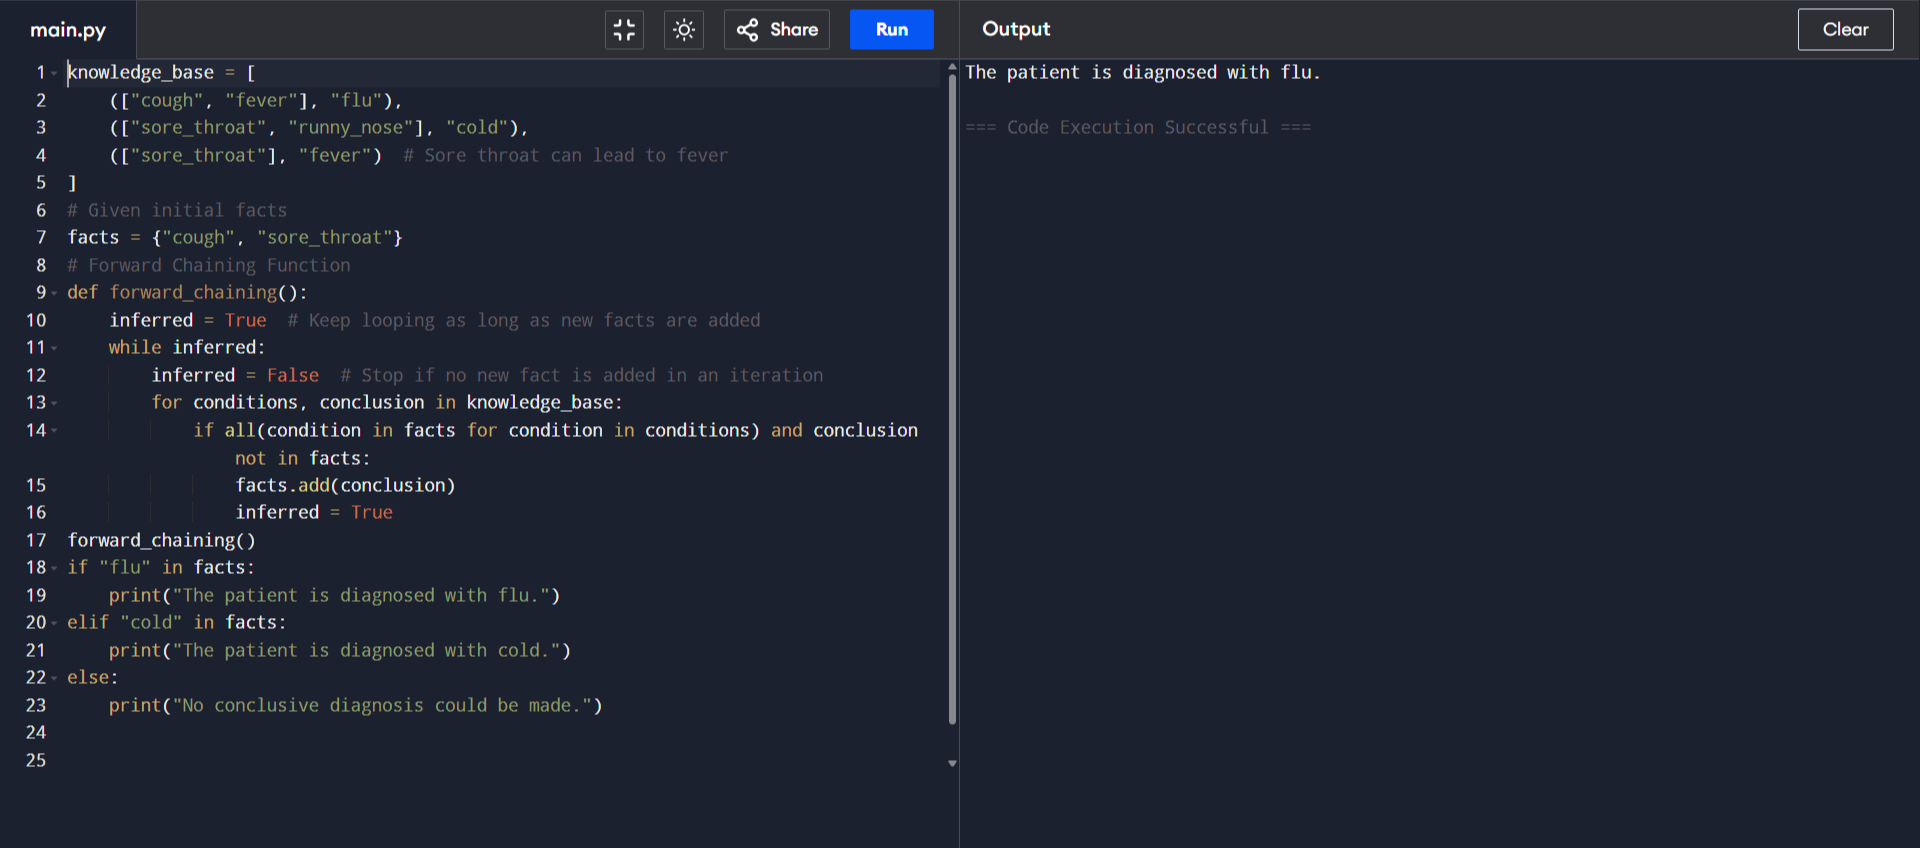 main.py
Share
Run
Output
Clear
1 knowledge_base = [
2     (["cough", "fever"], "flu"),
3     (["sore_throat", "runny_nose"], "cold"),
4     (["sore_throat"], "fever")  # Sore throat can lead to fever
5 ]
6 # Given initial facts
7 facts = {"cough", "sore_throat"}
8 # Forward Chaining Function
9 def forward_chaining():
10     inferred = True  # Keep looping as long as new facts are added
11     while inferred:
12         inferred = False  # Stop if no new fact is added in an iteration
13         for conditions, conclusion in knowledge_base:
14             if all(condition in facts for condition in conditions) and conclusion
                not in facts:
15                 facts.add(conclusion)
16                 inferred = True
17 forward_chaining()
18 if "flu" in facts:
19     print("The patient is diagnosed with flu.")
20 elif "cold" in facts:
21     print("The patient is diagnosed with cold.")
22 else:
23     print("No conclusive diagnosis could be made.")
24
25
The patient is diagnosed with flu.
=== Code Execution Successful ===